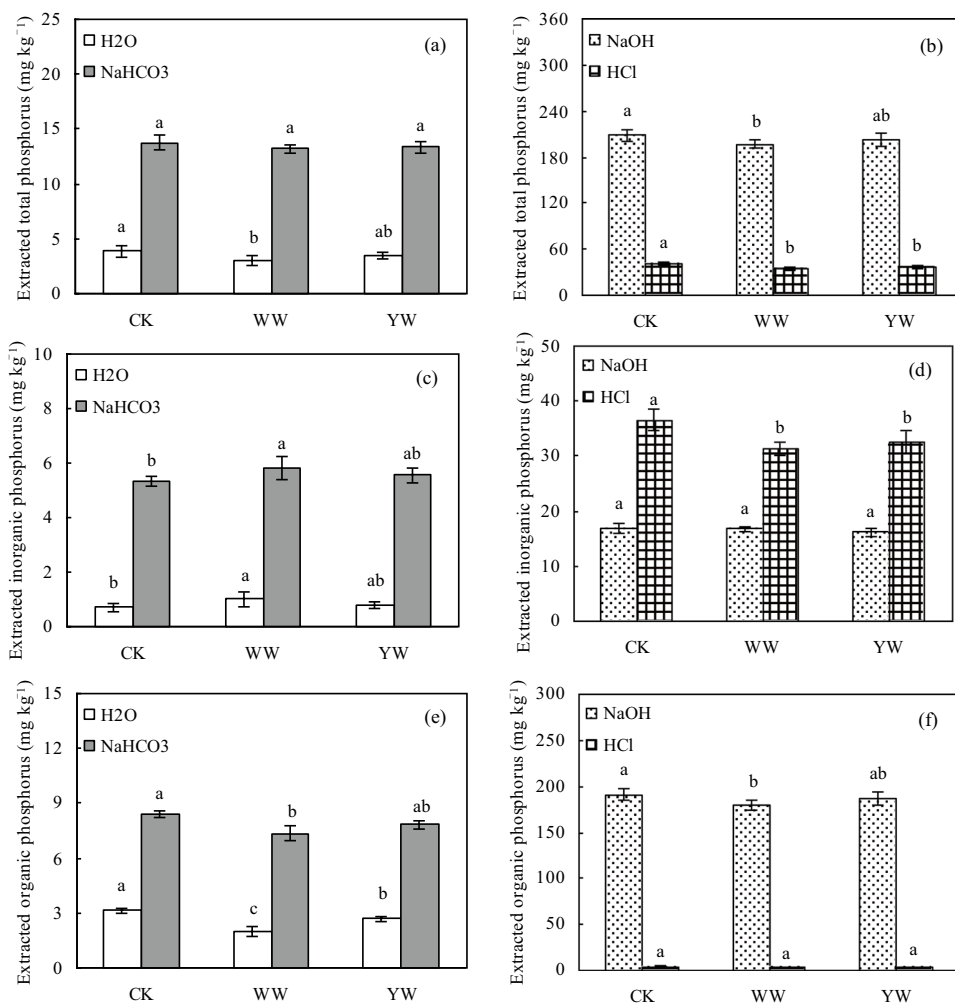 Extracted total phosphorus (mg kg⁻¹)
25
20
15
10
5
0
H2O
NaHCO3
(a)
a
a
a
a
b
ab
CK WW YW
Extracted total phosphorus (mg kg⁻¹)
360
300
240
180
120
60
0
NaOH
HCl
(b)
a
b
ab
a
b
b
CK WW YW
Extracted inorganic phosphorus (mg kg⁻¹)
10
8
6
4
2
0
H2O
NaHCO3
(c)
b
a
ab
b
a
ab
CK WW YW
Extracted inorganic phosphorus (mg kg⁻¹)
50
40
30
20
10
0
NaOH
HCl
(d)
a
b
b
a
a
a
CK WW YW
Extracted organic phosphorus (mg kg⁻¹)
15
12
9
6
3
0
H2O
NaHCO3
(e)
a
b
ab
a
c
b
CK WW YW
Extracted organic phosphorus (mg kg⁻¹)
300
250
200
150
100
50
0
NaOH
HCl
(f)
a
b
ab
a
a
a
CK WW YW